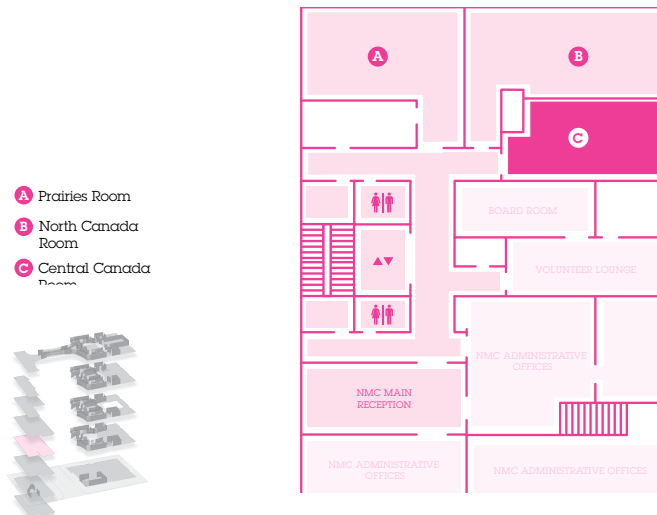 A Prairies Room
B North Canada
Room
C Central Canada
Room
A
B
C
BOARD ROOM
VOLUNTEER LOUNGE
NMC ADMINISTRATIVE
OFFICES
NMC MAIN
RECEPTION
NMC ADMINISTRATIVE
OFFICES
NMC ADMINISTRATIVE OFFICES